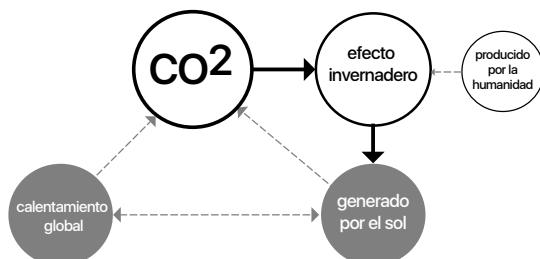 CO²
efecto
invernadero
producido
por la
humanidad
calentamiento
global
generado
por el sol